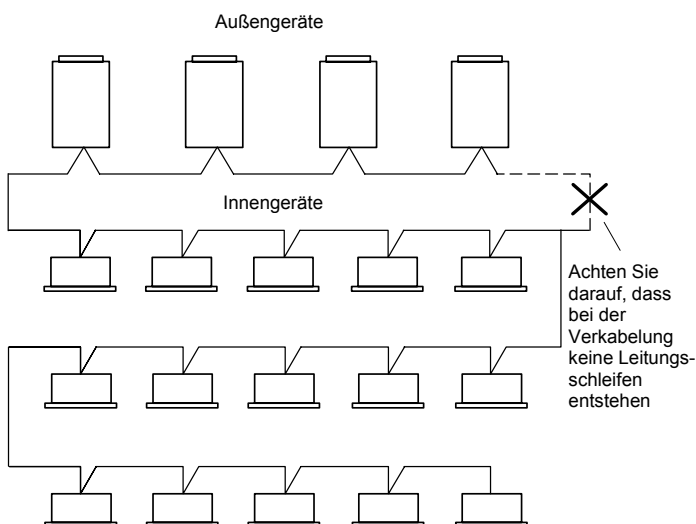 Außengeräte
Innengeräte
Achten Sie
darauf, dass
bei der
Verkabelung
keine Leitungs-
schleifen
entstehen